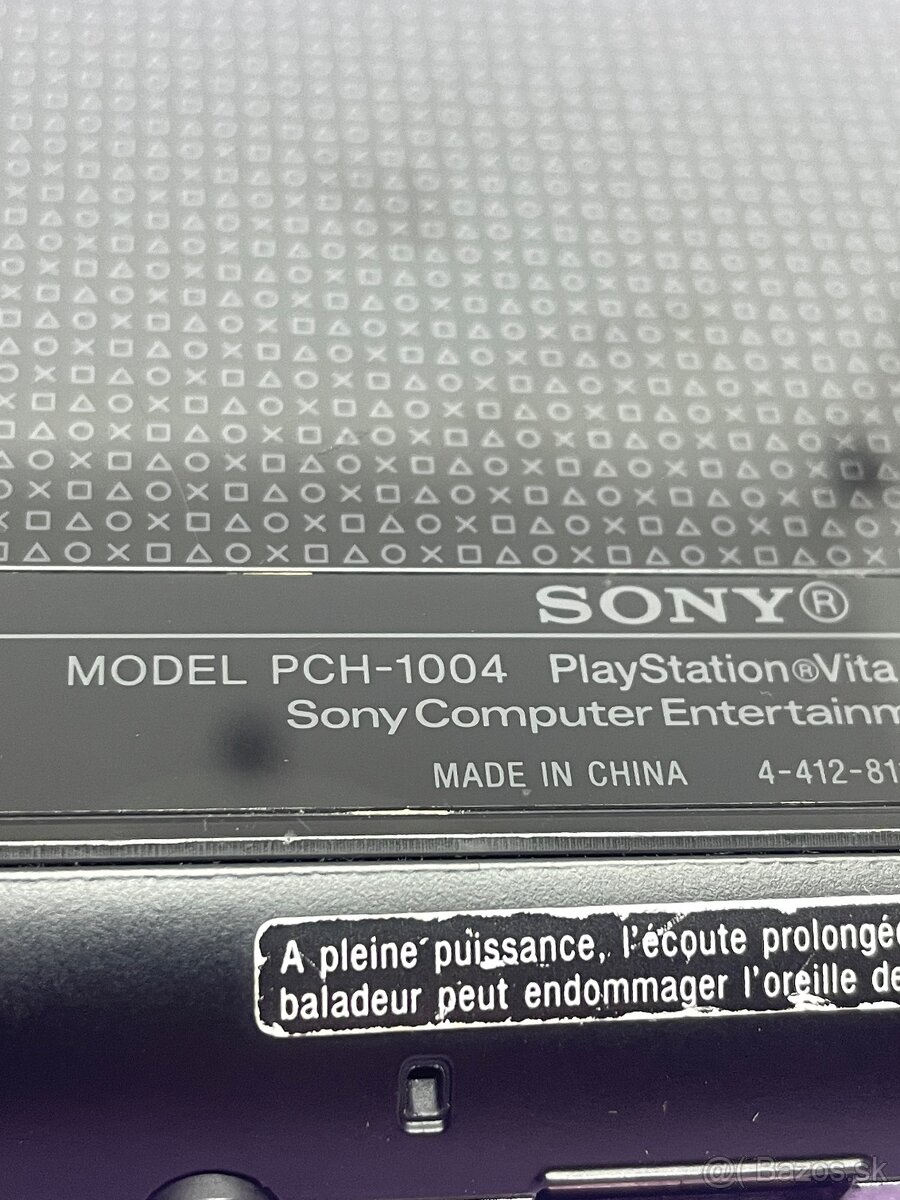 SONY®
MODEL PCH-1004 PlayStation®Vita
Sony Computer Entertainm
MADE IN CHINA 4-412-81
A pleine puissance, l'écoute prolongée
baladeur peut endommager l'oreille de
@( Bazos.sk